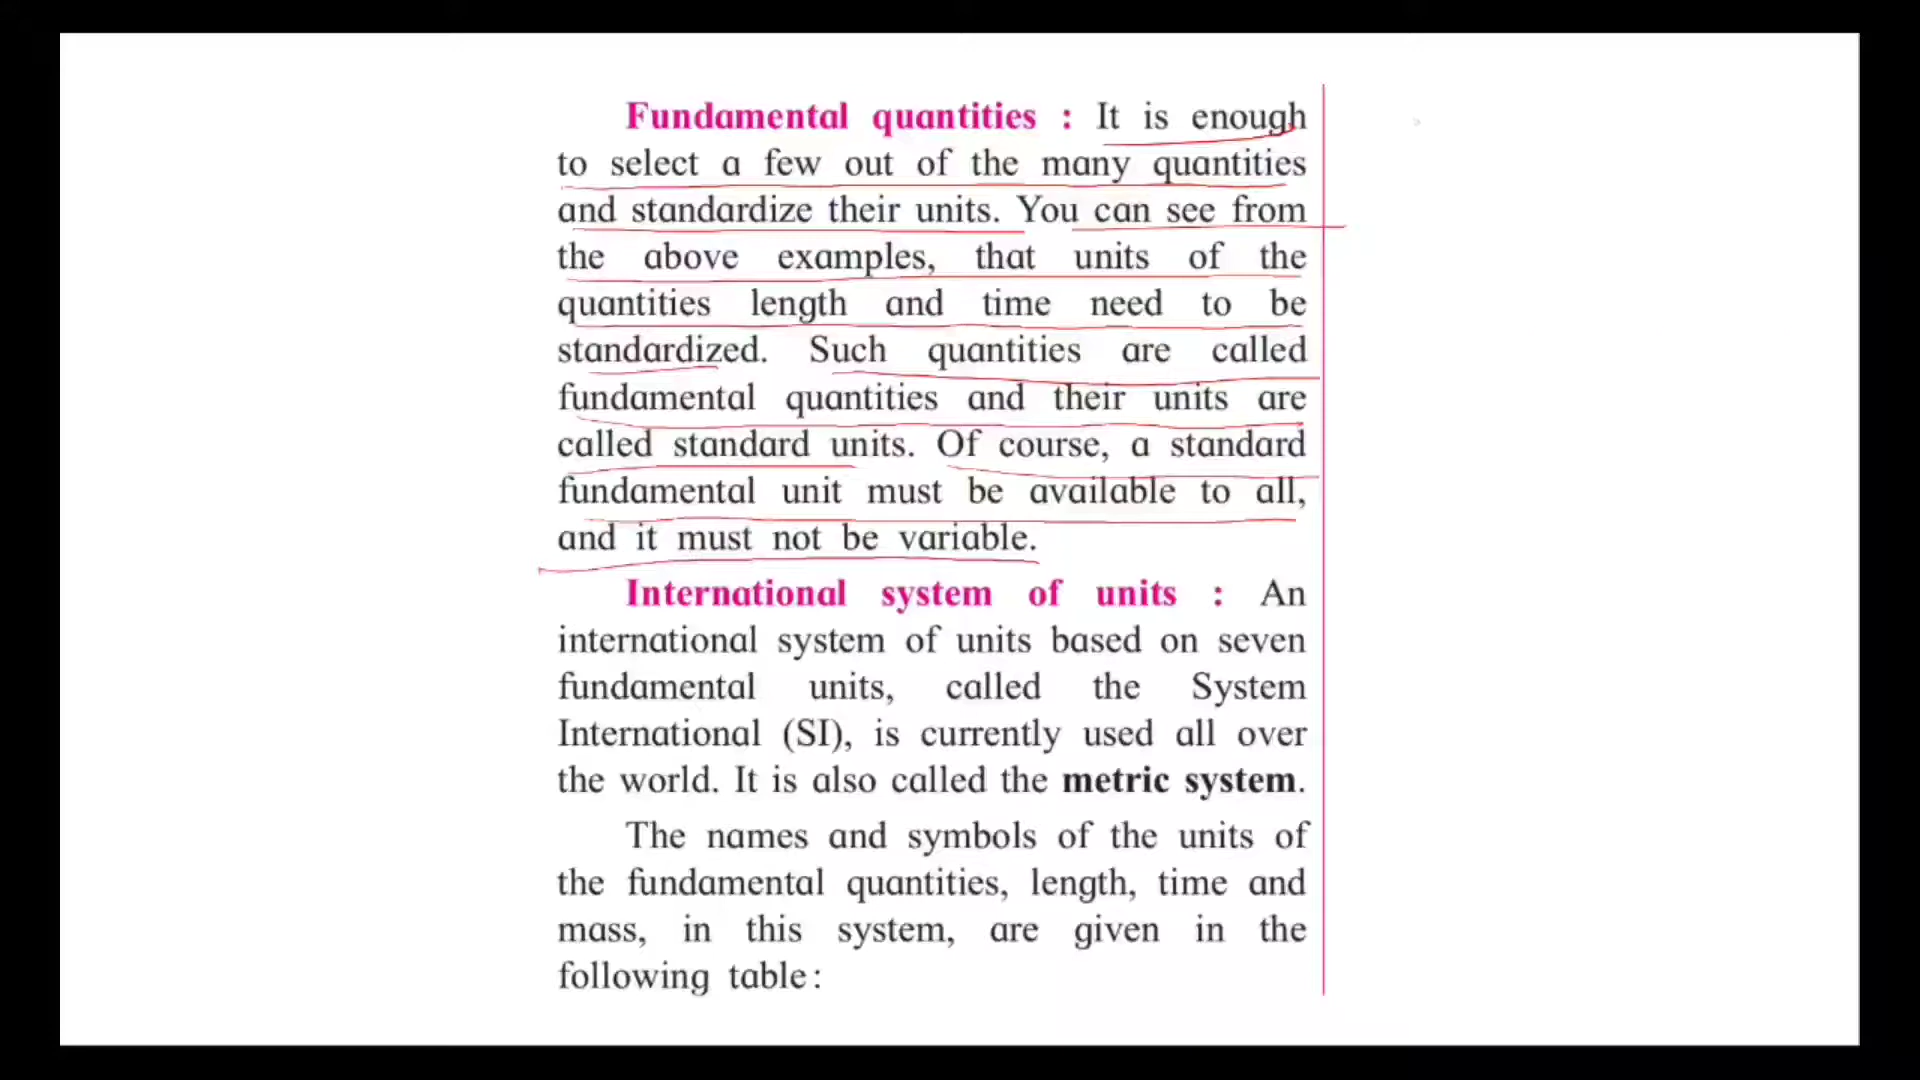 Fundamental quantities : It is enough
to select a few out of the many quantities
and standardize their units. You can see from
the above examples, that units of the
quantities length and time need to be
standardized. Such quantities are called
fundamental quantities and their units are
called standard units. Of course, a standard
fundamental unit must be available to all,
and it must not be variable.
International system of units : An
international system of units based on seven
fundamental units, called the System
International (SI), is currently used all over
the world. It is also called the metric system.
The names and symbols of the units of
the fundamental quantities, length, time and
mass, in this system, are given in the
following table: